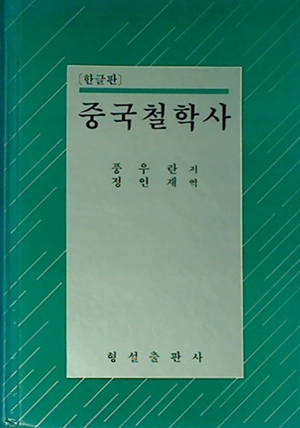 [한글판]
중국철학사
풍우란 저
정인재 역
형설출판사